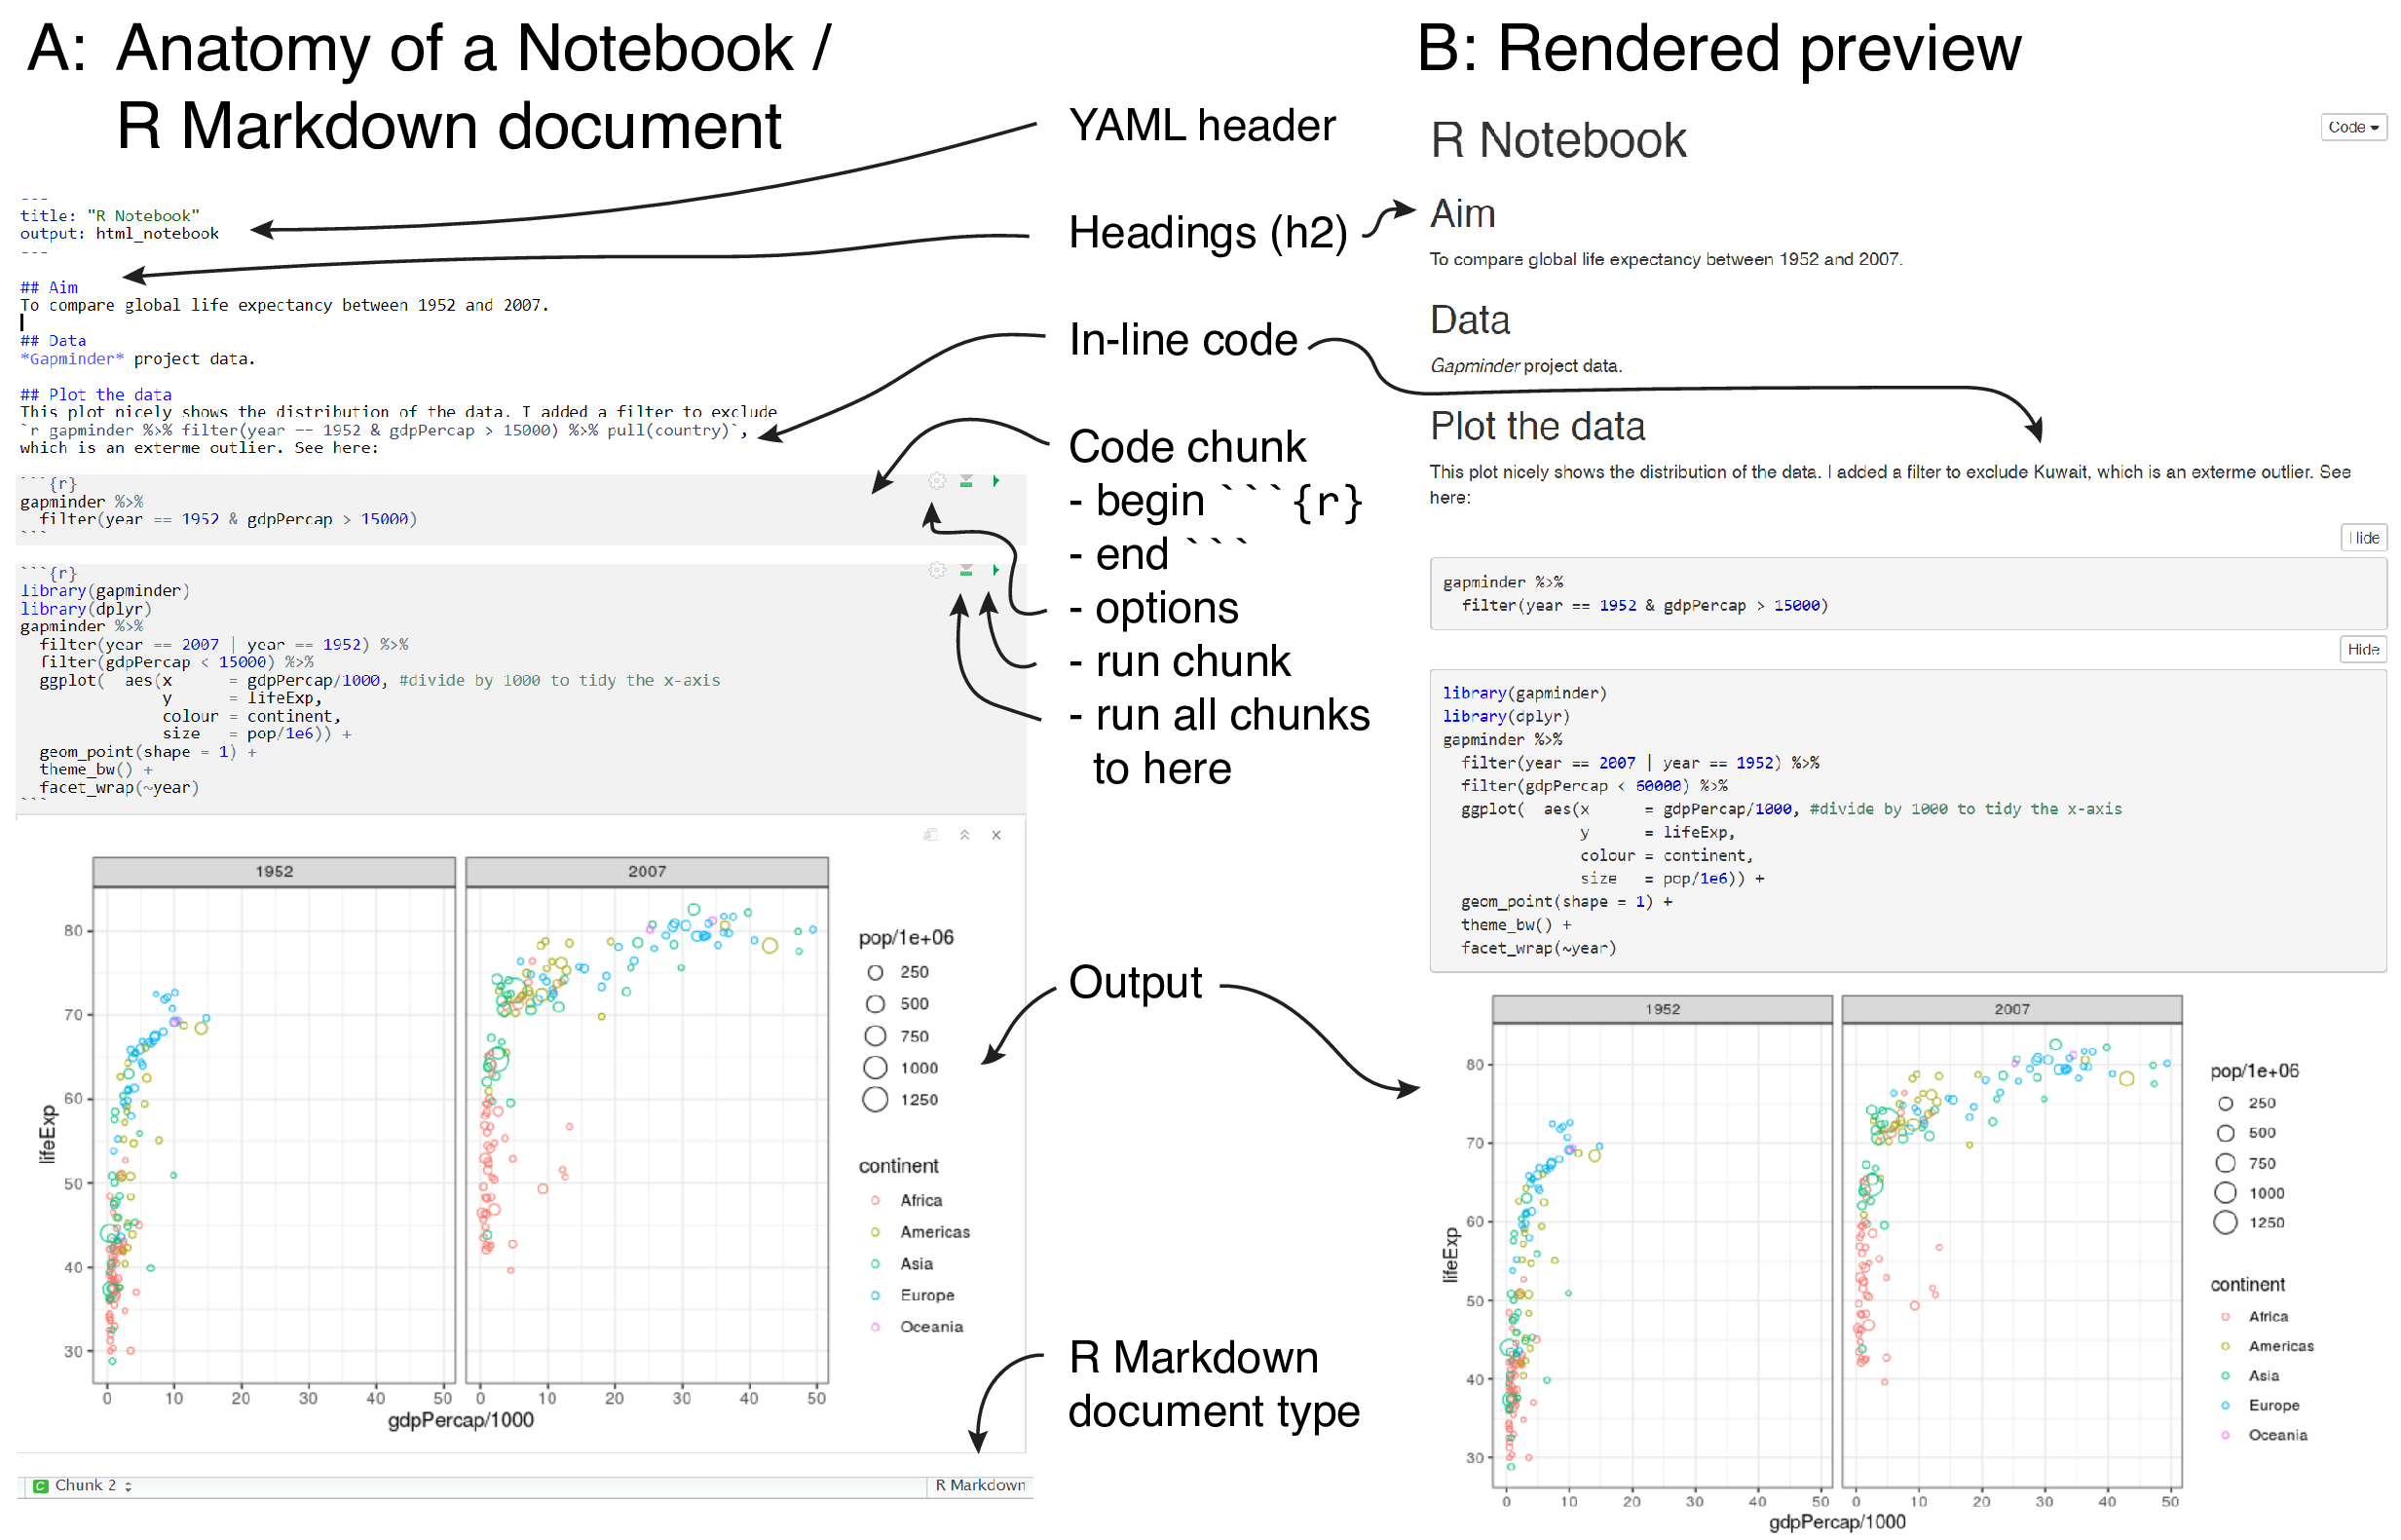 A: Anatomy of a Notebook /
R Markdown document
---
title: "R Notebook"
output: html_notebook
---
## Aim
To compare global life expectancy between 1952 and 2007.
## Data
*Gapminder* project data.
## Plot the data
This plot nicely shows the distribution of the data. I added a filter to exclude
`r gapminder %>% filter(year == 1952 & gdpPercap > 15000) %>% pull(country)`,
which is an exterme outlier. See here:
```{r}
gapminder %>%
  filter(year == 1952 & gdpPercap > 15000)
```
```{r}
library(gapminder)
library(dplyr)
gapminder %>%
  filter(year == 2007 | year == 1952) %>%
  filter(gdpPercap < 15000) %>%
  ggplot(  aes(x      = gdpPercap/1000, #divide by 1000 to tidy the x-axis
               y      = lifeExp,
               colour = continent,
               size   = pop/1e6)) +
  geom_point(shape = 1) +
  theme_bw() +
  facet_wrap(~year)
```
1952
2007
80
70
60
50
40
30
lifeExp
0 10 20 30 40 50
0 10 20 30 40 50
gdpPercap/1000
pop/1e+06
250
500
750
1000
1250
continent
Africa
Americas
Asia
Europe
Oceania
C Chunk 2
R Markdown
YAML header
Headings (h2)
In-line code
Code chunk
- begin ```{r}
- end ```
- options
- run chunk
- run all chunks
to here
Output
R Markdown
document type
B: Rendered preview
Code
R Notebook
Aim
To compare global life expectancy between 1952 and 2007.
Data
Gapminder project data.
Plot the data
This plot nicely shows the distribution of the data. I added a filter to exclude Kuwait, which is an exterme outlier. See
here:
Hide
gapminder %>%
  filter(year == 1952 & gdpPercap > 15000)
Hide
library(gapminder)
library(dplyr)
gapminder %>%
  filter(year == 2007 | year == 1952) %>%
  filter(gdpPercap < 60000) %>%
  ggplot(  aes(x      = gdpPercap/1000, #divide by 1000 to tidy the x-axis
               y      = lifeExp,
               colour = continent,
               size   = pop/1e6)) +
  geom_point(shape = 1) +
  theme_bw() +
  facet_wrap(~year)
1952
2007
80
70
60
50
40
30
lifeExp
0 10 20 30 40 50
0 10 20 30 40 50
gdpPercap/1000
pop/1e+06
250
500
750
1000
1250
continent
Africa
Americas
Asia
Europe
Oceania